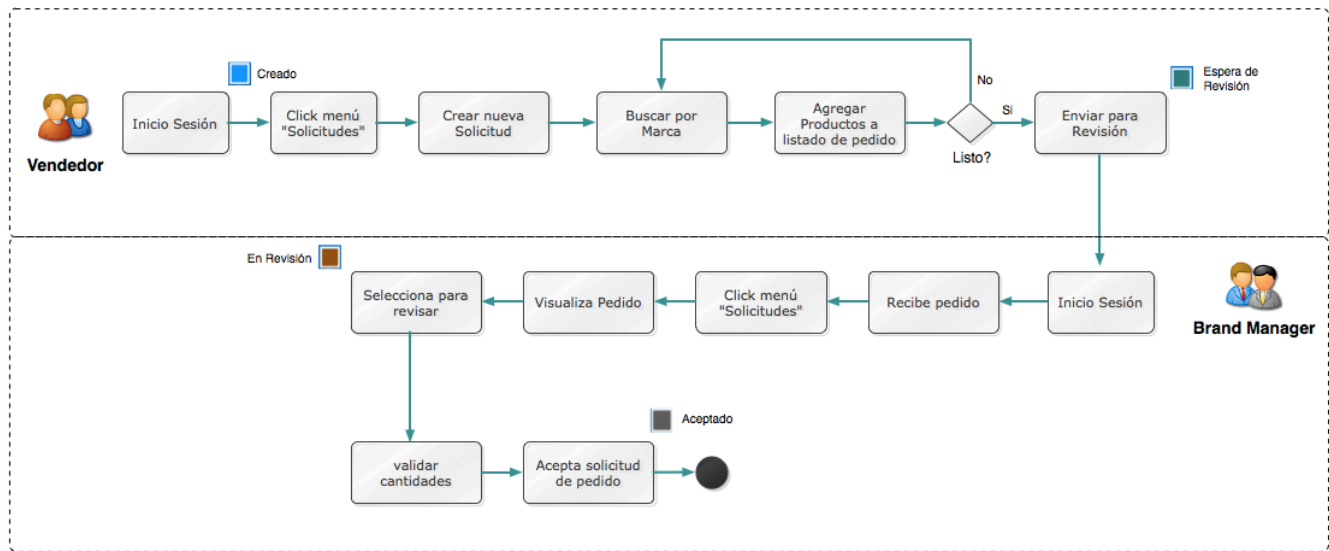 Creado
Inicio Sesión
Click menú
"Solicitudes"
Crear nueva
Solicitud
Buscar por
Marca
Agregar
Productos a
listado de pedido
No
Si
Listo?
Espera de
Revisión
Enviar para
Revisión
Vendedor
En Revisión
Selecciona para
revisar
Visualiza Pedido
Click menú
"Solicitudes"
Recibe pedido
Inicio Sesión
Brand Manager
Aceptado
validar
cantidades
Acepta solicitud
de pedido